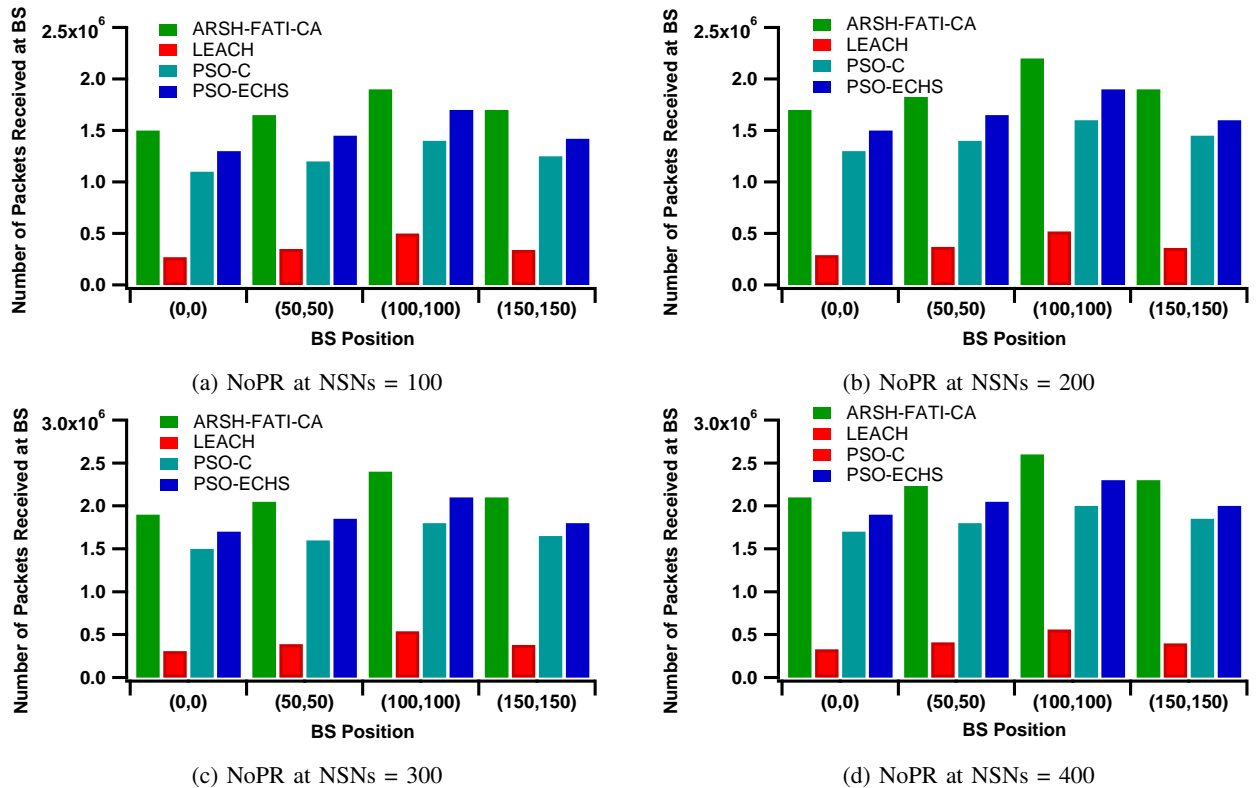 Number of Packets Received at BS
2.5x10⁶
2.0
1.5
1.0
0.5
0.0
ARSH-FATI-CA
LEACH
PSO-C
PSO-ECHS
(0,0) (50,50) (100,100) (150,150)
BS Position
(a) NoPR at NSNs = 100
Number of Packets Received at BS
2.5x10⁶
2.0
1.5
1.0
0.5
0.0
ARSH-FATI-CA
LEACH
PSO-C
PSO-ECHS
(0,0) (50,50) (100,100) (150,150)
BS Position
(b) NoPR at NSNs = 200
Number of Packets Received at BS
3.0x10⁶
2.5
2.0
1.5
1.0
0.5
0.0
ARSH-FATI-CA
LEACH
PSO-C
PSO-ECHS
(0,0) (50,50) (100,100) (150,150)
BS Position
(c) NoPR at NSNs = 300
Number of Packets Received at BS
3.0x10⁶
2.5
2.0
1.5
1.0
0.5
0.0
ARSH-FATI-CA
LEACH
PSO-C
PSO-ECHS
(0,0) (50,50) (100,100) (150,150)
BS Position
(d) NoPR at NSNs = 400